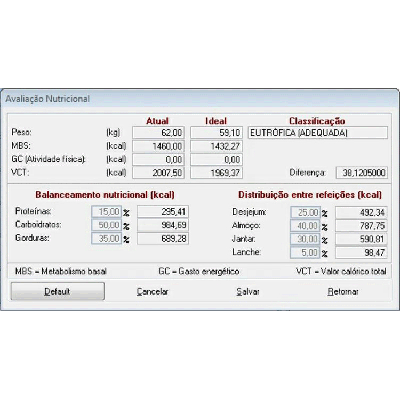 Avaliação Nutricional
Atual Ideal Classificação
Peso: (kg) 62,00 59,10 EUTRÓFICA (ADEQUADA)
MBS: (kcal) 1460,00 1432,27
GC (Atividade física): (kcal) 0,00 0,00
VCT: (kcal) 2007,50 1969,37 Diferença: 38,1205000
Balanceamento nutricional (kcal)
Proteínas: 15,00 % 295,41
Carboidratos: 50,00 % 984,69
Gorduras: 35,00 % 689,28
Distribuição entre refeições (kcal)
Desjejum: 25,00 % 492,34
Almoço: 40,00 % 787,75
Jantar: 30,00 % 590,81
Lanche: 5,00 % 98,47
MBS = Metabolismo basal GC = Gasto energético VCT = Valor calórico total
Default Cancelar Salvar Retornar